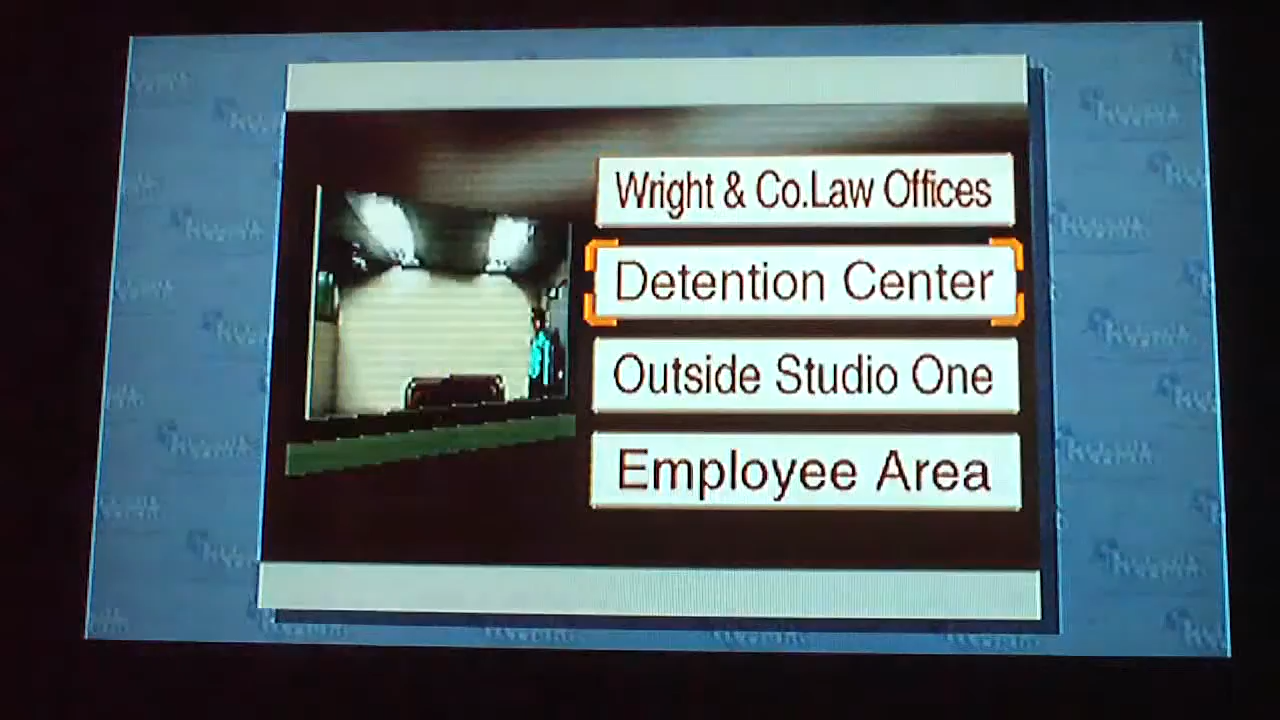 Wright & Co.Law Offices
Detention Center
Outside Studio One
Employee Area